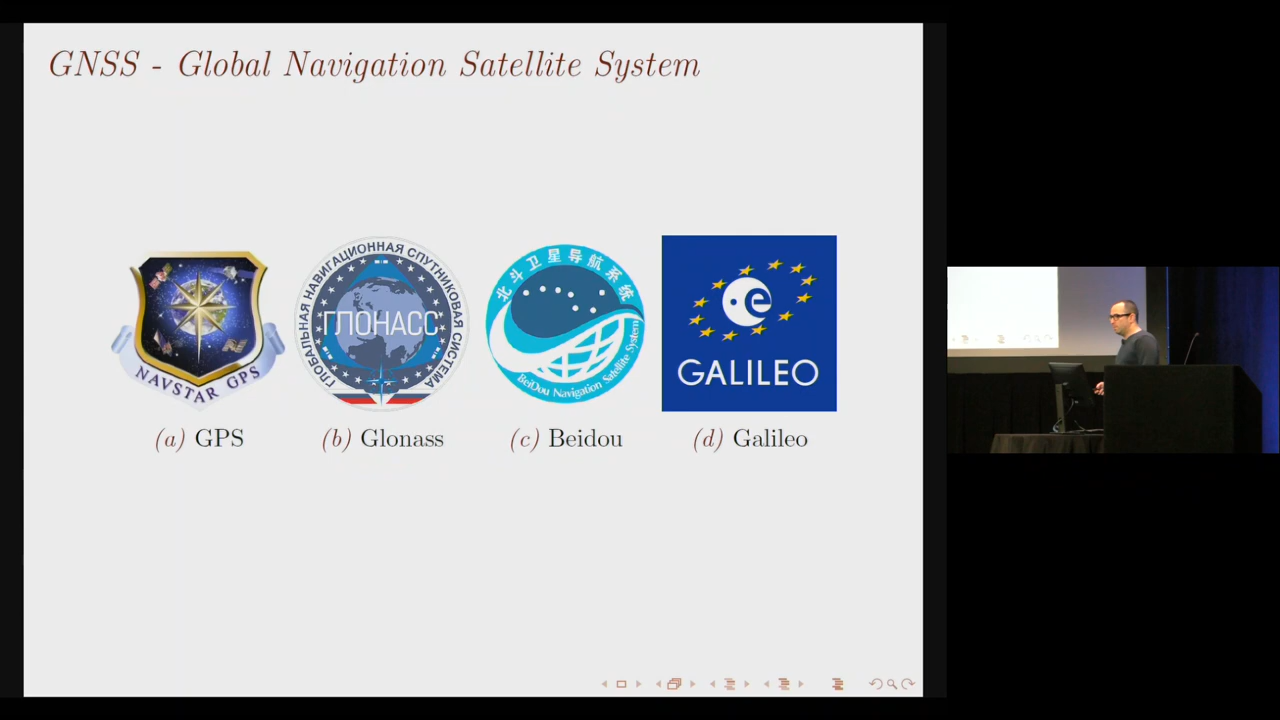 GNSS - Global Navigation Satellite System
NAVSTAR GPS
ГЛОБАЛЬНАЯ НАВИГАЦИОННАЯ СПУТНИКОВАЯ СИСТЕМА
ГЛОНАСС
北斗卫星导航系统
BeiDou Navigation Satellite System
GALILEO
(a) GPS
(b) Glonass
(c) Beidou
(d) Galileo